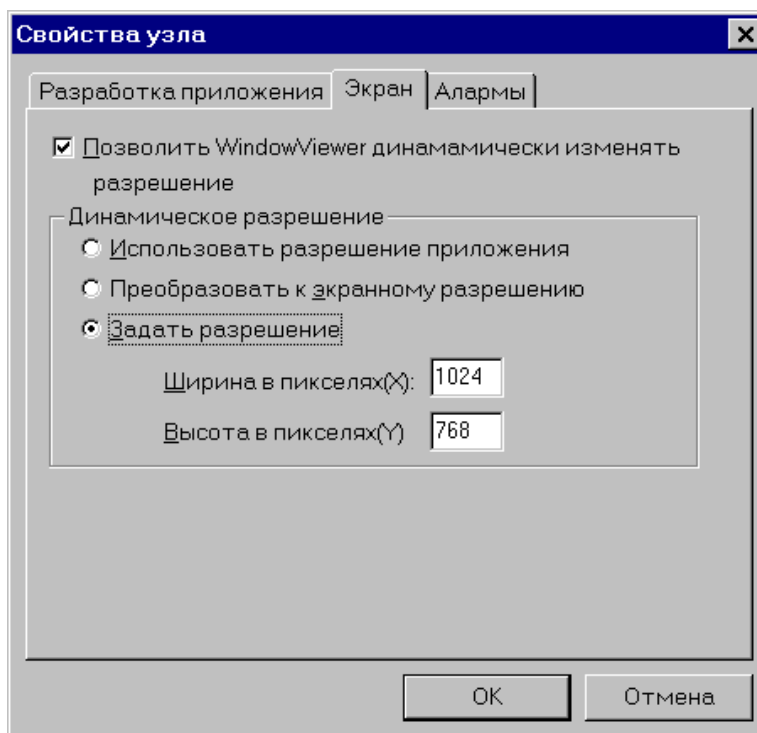 Свойства узла
Разработка приложения Экран Алармы
Позволить WindowViewer динамамически изменять
разрешение
Динамическое разрешение
Использовать разрешение приложения
Преобразовать к экранному разрешению
Задать разрешение
Ширина в пикселях(X): 1024
Высота в пикселях(Y) 768
OK Отмена